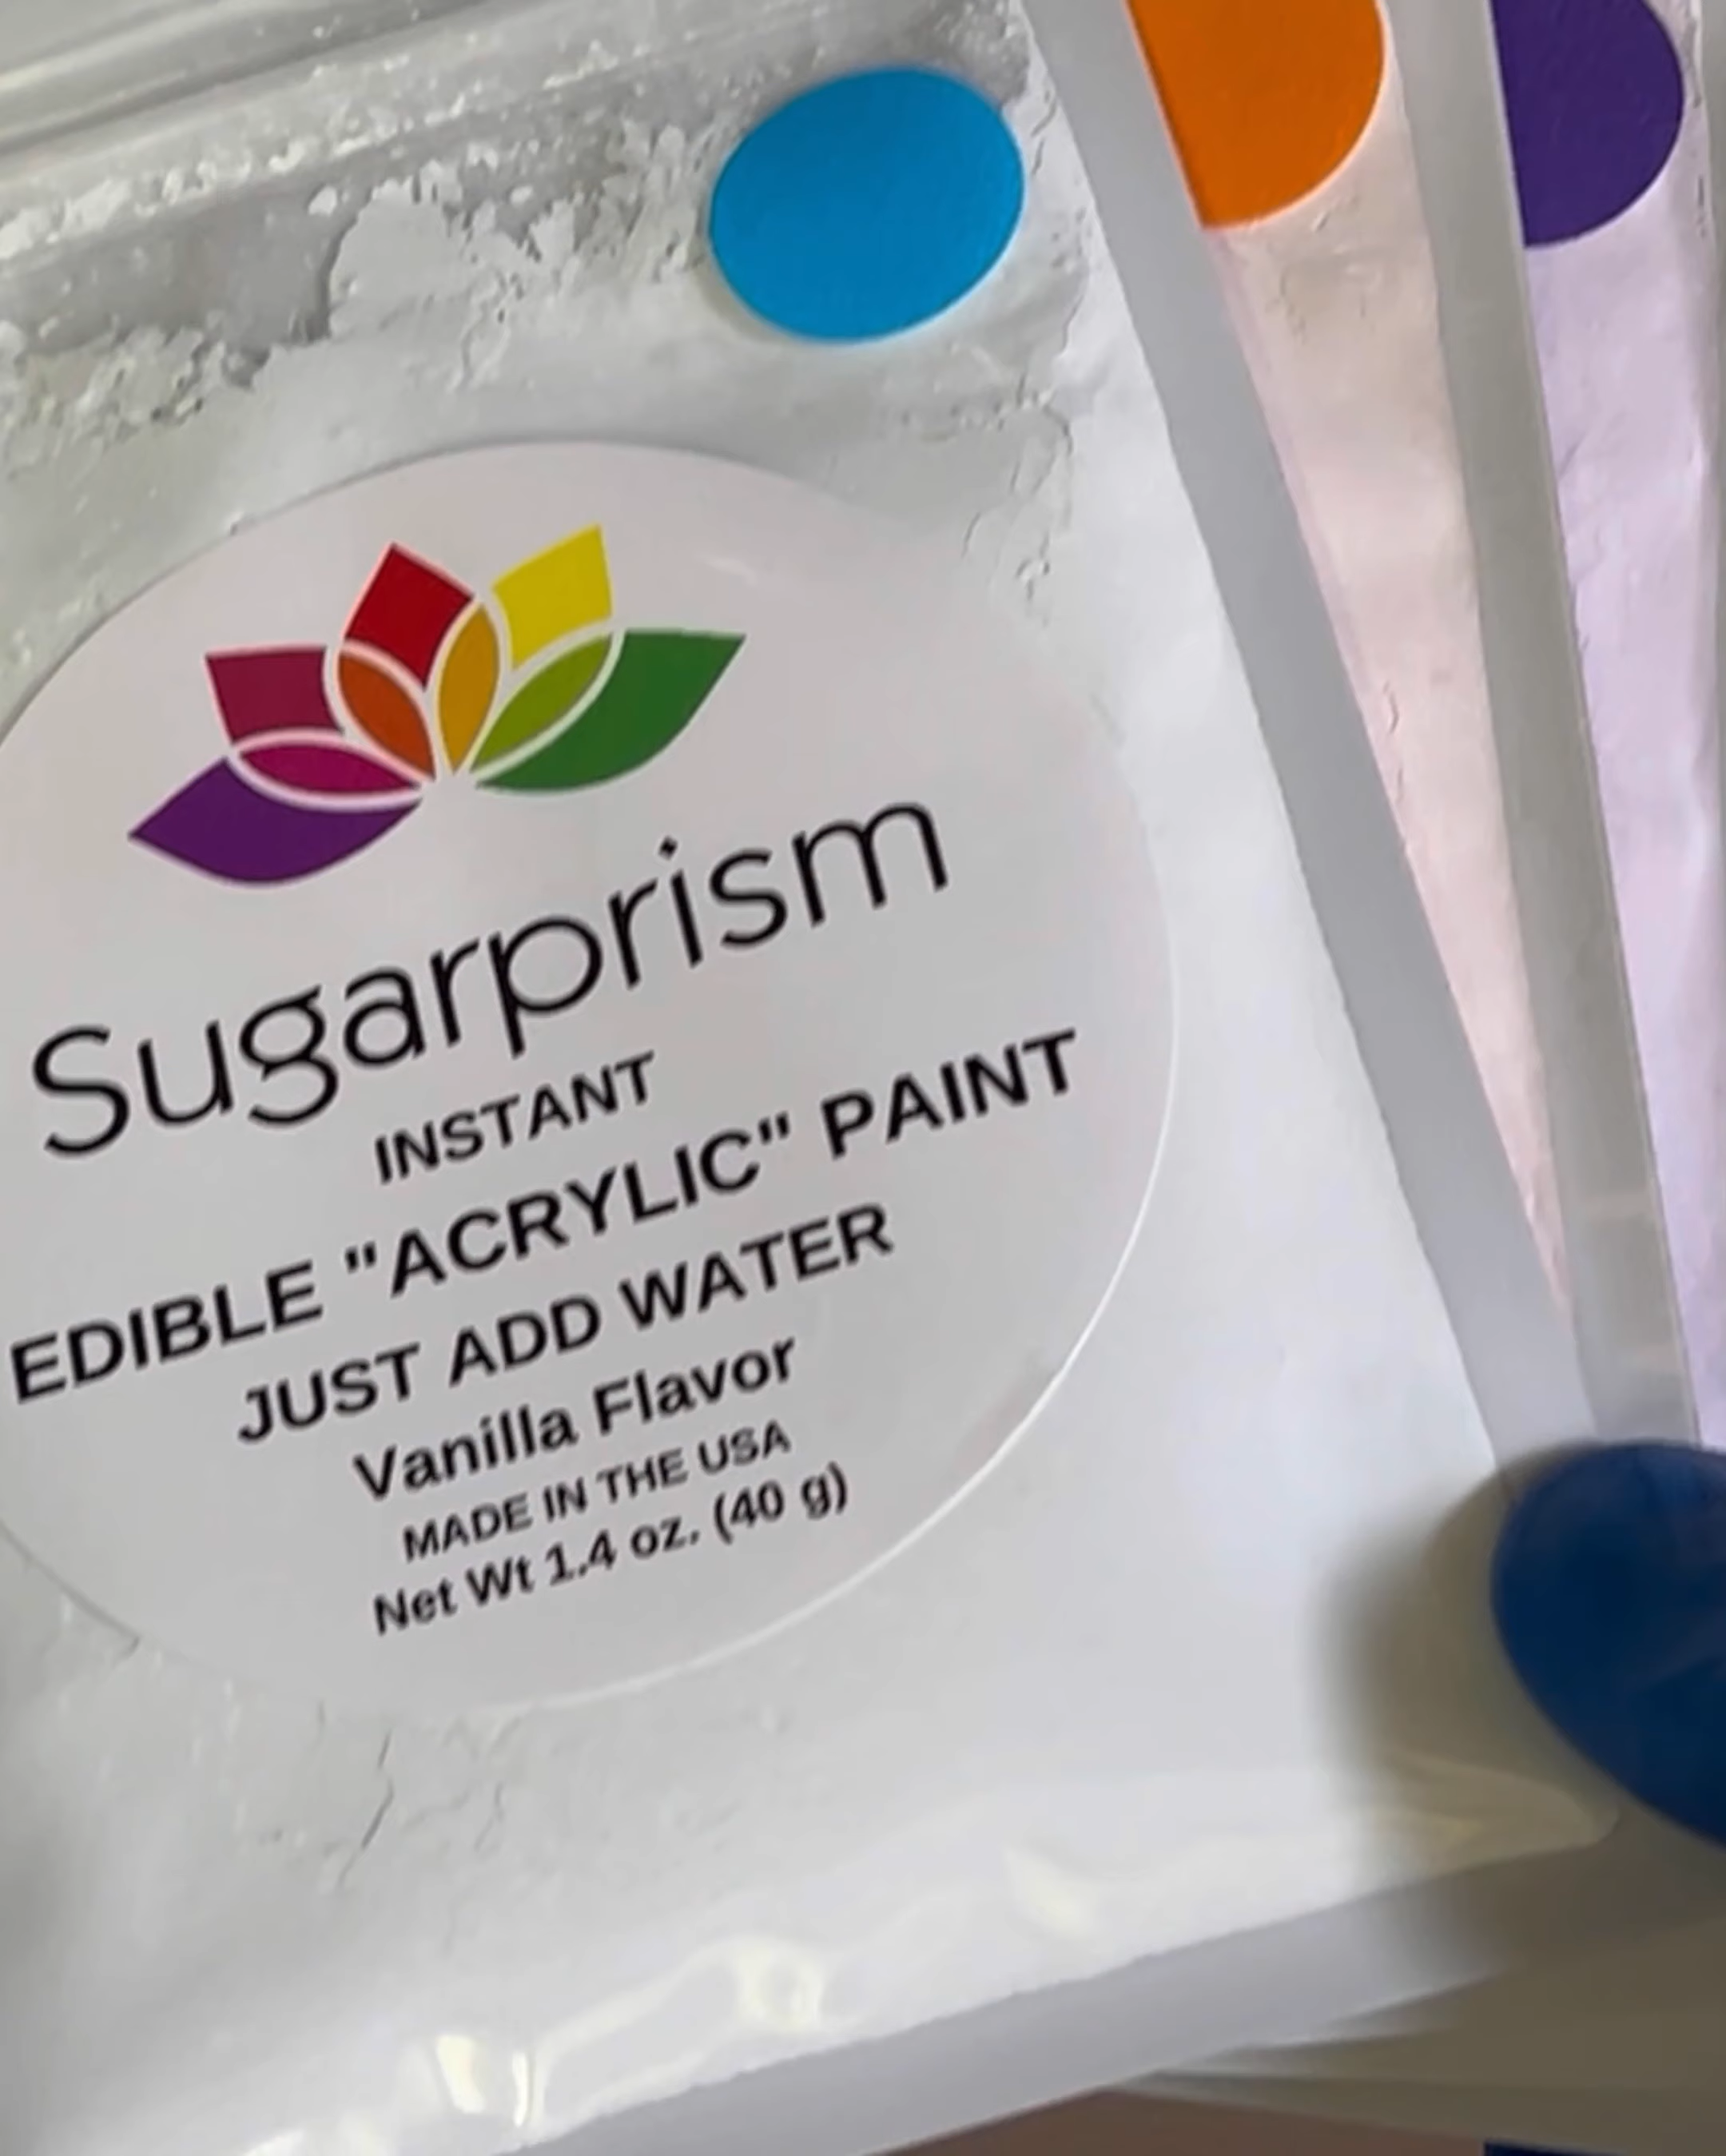 Sugarprism
INSTANT
EDIBLE "ACRYLIC" PAINT
JUST ADD WATER
Vanilla Flavor
MADE IN THE USA
Net Wt 1.4 oz. (40 g)